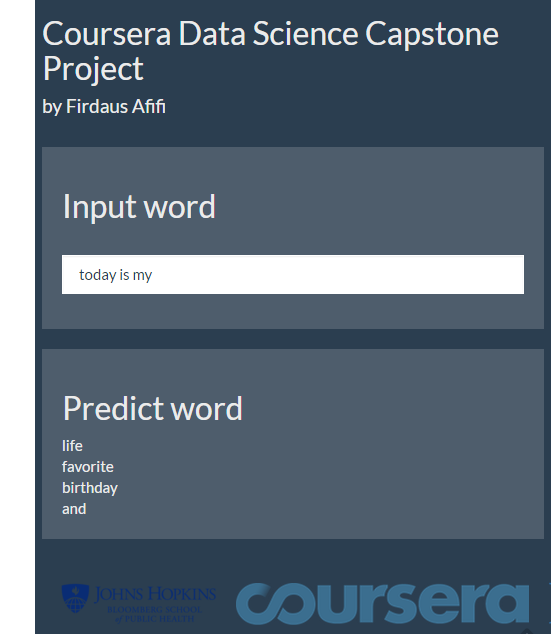 Coursera Data Science Capstone
Project
by Firdaus Afifi
Input word
today is my
Predict word
life
favorite
birthday
and
JOHNS HOPKINS
BLOOMBERG SCHOOL
of PUBLIC HEALTH
coursera